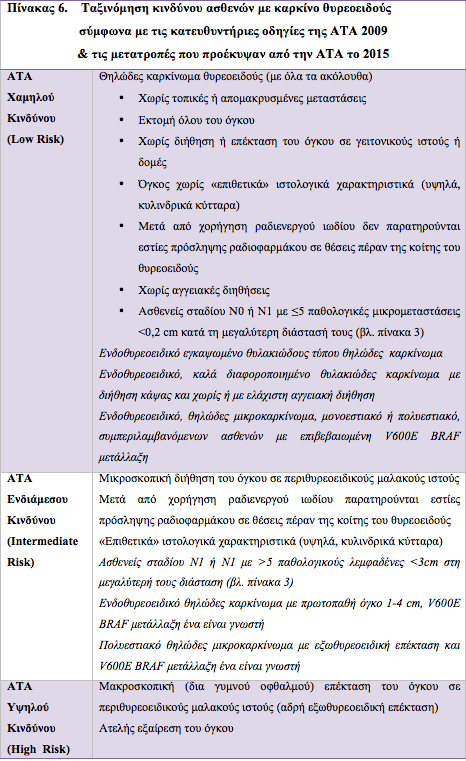 Πίνακας 6. Ταξινόμηση κινδύνου ασθενών με καρκίνο θυρεοειδούς
σύμφωνα με τις κατευθυντήριες οδηγίες της ATA 2009
& τις μετατροπές που προέκυψαν από την ATA το 2015
ATA
Χαμηλού
Κινδύνου
(Low Risk)
Θηλώδες καρκίνωμα θυρεοειδούς (με όλα τα ακόλουθα)
• Χωρίς τοπικές ή απομακρυσμένες μεταστάσεις
• Εκτομή όλου του όγκου
• Χωρίς διήθηση ή επέκταση του όγκου σε γειτονικούς ιστούς ή
δομές
• Όγκος χωρίς «επιθετικά» ιστολογικά χαρακτηριστικά (υψηλά,
κυλινδρικά κύτταρα)
• Μετά από χορήγηση ραδιενεργού ιωδίου δεν παρατηρούνται
εστίες πρόσληψης ραδιοφαρμάκου σε θέσεις πέραν της κοίτης του
θυρεοειδούς
• Χωρίς αγγειακές διηθήσεις
• Ασθενείς σταδίου N0 ή N1 με ≤5 παθολογικές μικρομεταστάσεις
<0,2 cm κατά τη μεγαλύτερη διάστασή τους (βλ. πίνακα 3)
Ενδοθυρεοειδικό εγκαψωμένο θυλακιώδους τύπου θηλώδες καρκίνωμα
Ενδοθυρεοειδικό, καλά διαφοροποιημένο θυλακιώδες καρκίνωμα με
διήθηση κάψας και χωρίς ή με ελάχιστη αγγειακή διήθηση
Ενδοθυρεοειδικό, θηλώδες μικροκαρκίνωμα, μονοεστιακό ή πολυεστιακό,
συμπεριλαμβανόμενων ασθενών με επιβεβαιωμένη V600E BRAF
μετάλλαξη
ATA
Ενδιάμεσου
Κινδύνου
(Intermediate
Risk)
Μικροσκοπική διήθηση του όγκου σε περιθυρεοειδικούς μαλακούς ιστούς
Μετά από χορήγηση ραδιενεργού ιωδίου παρατηρούνται εστίες
πρόσληψης ραδιοφαρμάκου σε θέσεις πέραν της κοίτης του θυρεοειδούς
«Επιθετικά» ιστολογικά χαρακτηριστικά (υψηλά, κυλινδρικά κύτταρα)
Ασθενείς σταδίου N1 ή N1 με >5 παθολογικούς λεμφαδένες <3cm στη
μεγαλύτερή τους διάσταση (βλ. πίνακα 3)
Ενδοθυρεοειδικό θηλώδες καρκίνωμα με πρωτοπαθή όγκο 1-4 cm, V600E
BRAF μετάλλαξη ένα είναι γνωστή
Πολυεστιακό θηλώδες μικροκαρκίνωμα με εξωθυρεοειδική επέκταση και
V600E BRAF μετάλλαξη ένα είναι γνωστή
ATA
Υψηλού
Κινδύνου
(High Risk)
Μακροσκοπική (δια γυμνού οφθαλμού) επέκταση του όγκου σε
περιθυρεοειδικούς μαλακούς ιστούς (αδρή εξωθυρεοειδική επέκταση)
Ατελής εξαίρεση του όγκου